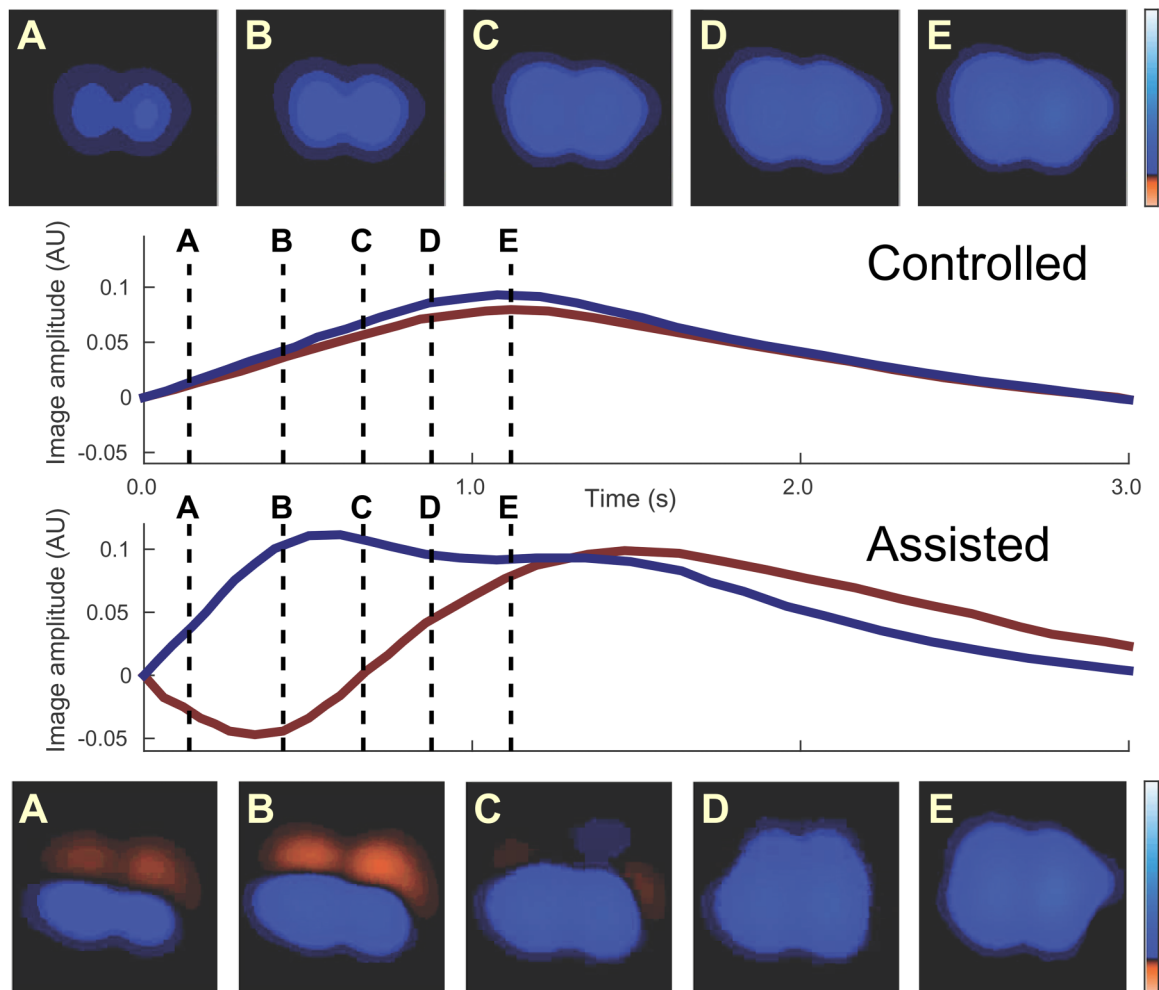 A B C D E
Image amplitude (AU)
0.1
0.05
0
-0.05
A B C D E
Controlled
0.0 1.0 2.0 3.0
Time (s)
Image amplitude (AU)
0.1
0.05
0
-0.05
A B C D E
Assisted
A B C D E